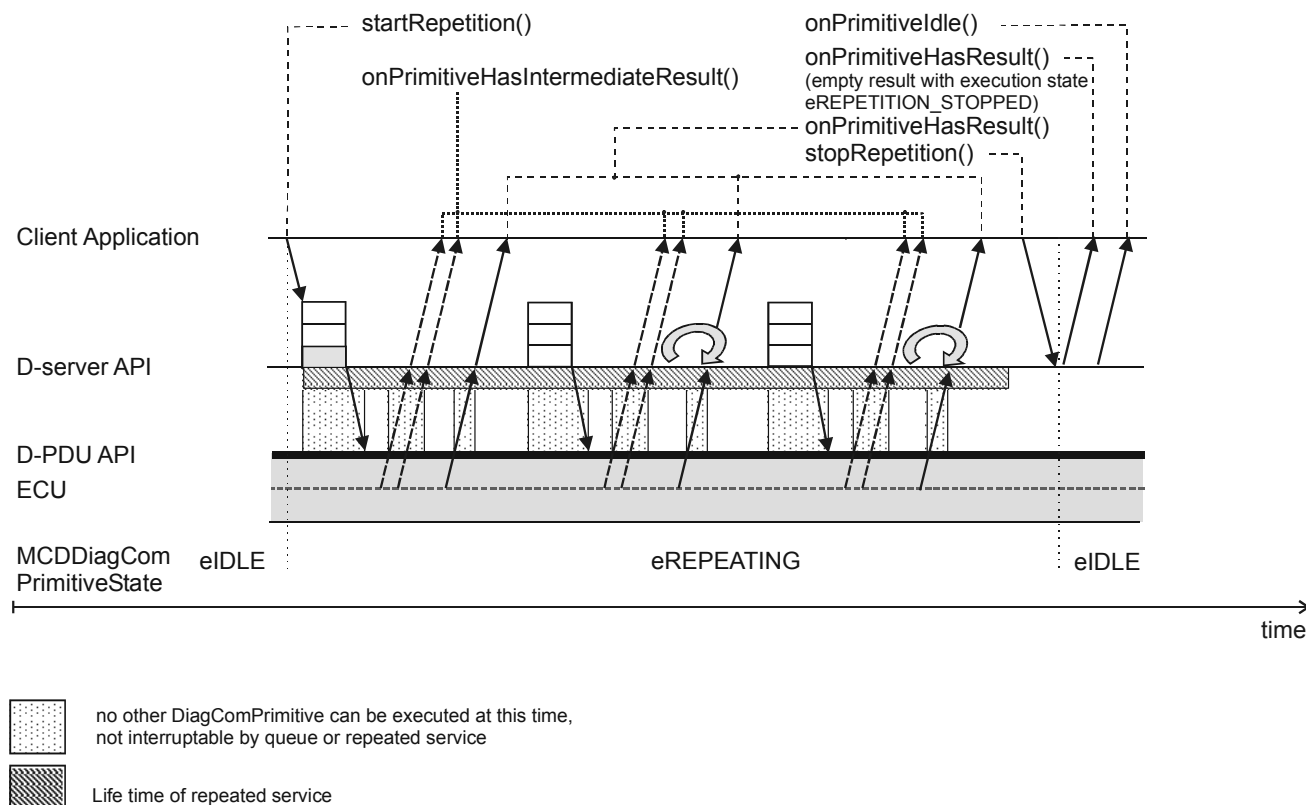 startRepetition()
onPrimitiveIdle()
onPrimitiveHasResult()
(empty result with execution state
eREPETITION_STOPPED)
onPrimitiveHasIntermediateResult()
onPrimitiveHasResult()
stopRepetition()
Client Application
D-server API
D-PDU API
ECU
MCDDiagCom
PrimitiveState
eIDLE
eREPEATING
eIDLE
time
no other DiagComPrimitive can be executed at this time,
not interruptable by queue or repeated service
Life time of repeated service